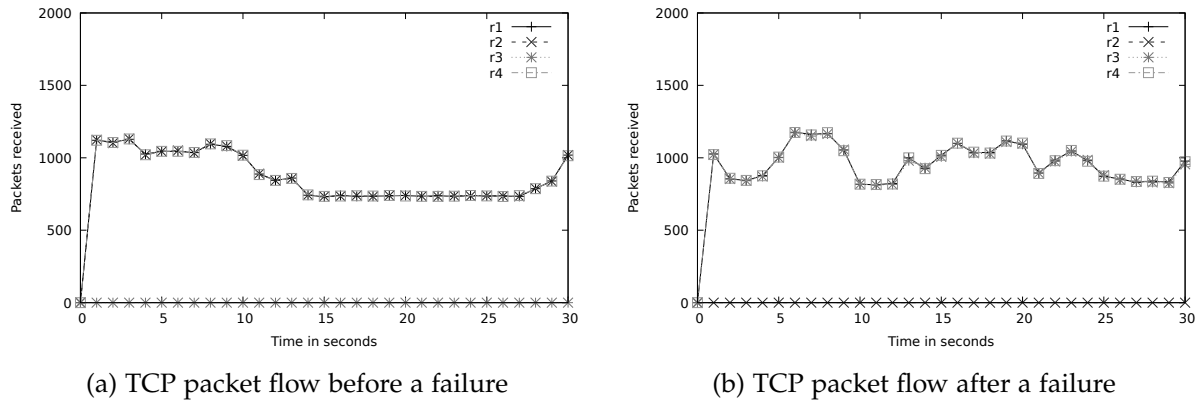 2000
1500
1000
500
0
Packets received
0 5 10 15 20 25 30
Time in seconds
r1
r2
r3
r4
(a) TCP packet flow before a failure
2000
1500
1000
500
0
Packets received
0 5 10 15 20 25 30
Time in seconds
r1
r2
r3
r4
(b) TCP packet flow after a failure